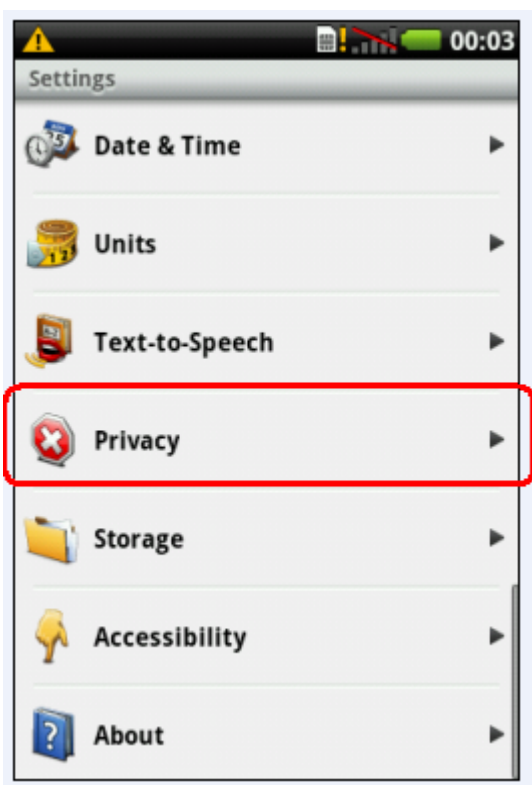 00:03
Settings
Date & Time
Units
Text-to-Speech
Privacy
Storage
Accessibility
About